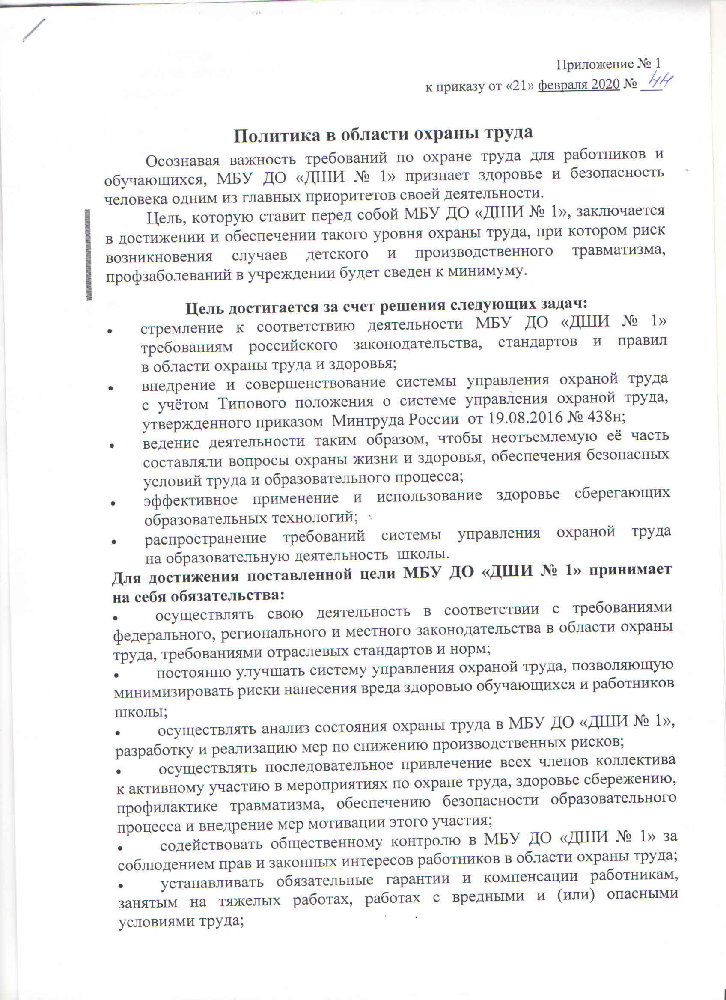 Приложение № 1
к приказу от «21» февраля 2020 № 44
Политика в области охраны труда
Осознавая важность требований по охране труда для работников и
обучающихся, МБУ ДО «ДШИ № 1» признает здоровье и безопасность
человека одним из главных приоритетов своей деятельности.
Цель, которую ставит перед собой МБУ ДО «ДШИ № 1», заключается
в достижении и обеспечении такого уровня охраны труда, при котором риск
возникновения случаев детского и производственного травматизма,
профзаболеваний в учреждении будет сведен к минимуму.
Цель достигается за счет решения следующих задач:
• стремление к соответствию деятельности МБУ ДО «ДШИ № 1»
требованиям российского законодательства, стандартов и правил
в области охраны труда и здоровья;
• внедрение и совершенствование системы управления охраной труда
с учётом Типового положения о системе управления охраной труда,
утвержденного приказом Минтруда России от 19.08.2016 № 438н;
• ведение деятельности таким образом, чтобы неотъемлемую её часть
составляли вопросы охраны жизни и здоровья, обеспечения безопасных
условий труда и образовательного процесса;
• эффективное применение и использование здоровье сберегающих
образовательных технологий;
• распространение требований системы управления охраной труда
на образовательную деятельность школы.
Для достижения поставленной цели МБУ ДО «ДШИ № 1» принимает
на себя обязательства:
• осуществлять свою деятельность в соответствии с требованиями
федерального, регионального и местного законодательства в области охраны
труда, требованиями отраслевых стандартов и норм;
• постоянно улучшать систему управления охраной труда, позволяющую
минимизировать риски нанесения вреда здоровью обучающихся и работников
школы;
• осуществлять анализ состояния охраны труда в МБУ ДО «ДШИ № 1»,
разработку и реализацию мер по снижению производственных рисков;
• осуществлять последовательное привлечение всех членов коллектива
к активному участию в мероприятиях по охране труда, здоровье сбережению,
профилактике травматизма, обеспечению безопасности образовательного
процесса и внедрение мер мотивации этого участия;
• содействовать общественному контролю в МБУ ДО «ДШИ № 1» за
соблюдением прав и законных интересов работников в области охраны труда;
• устанавливать обязательные гарантии и компенсации работникам,
занятым на тяжелых работах, работах с вредными и (или) опасными
условиями труда;